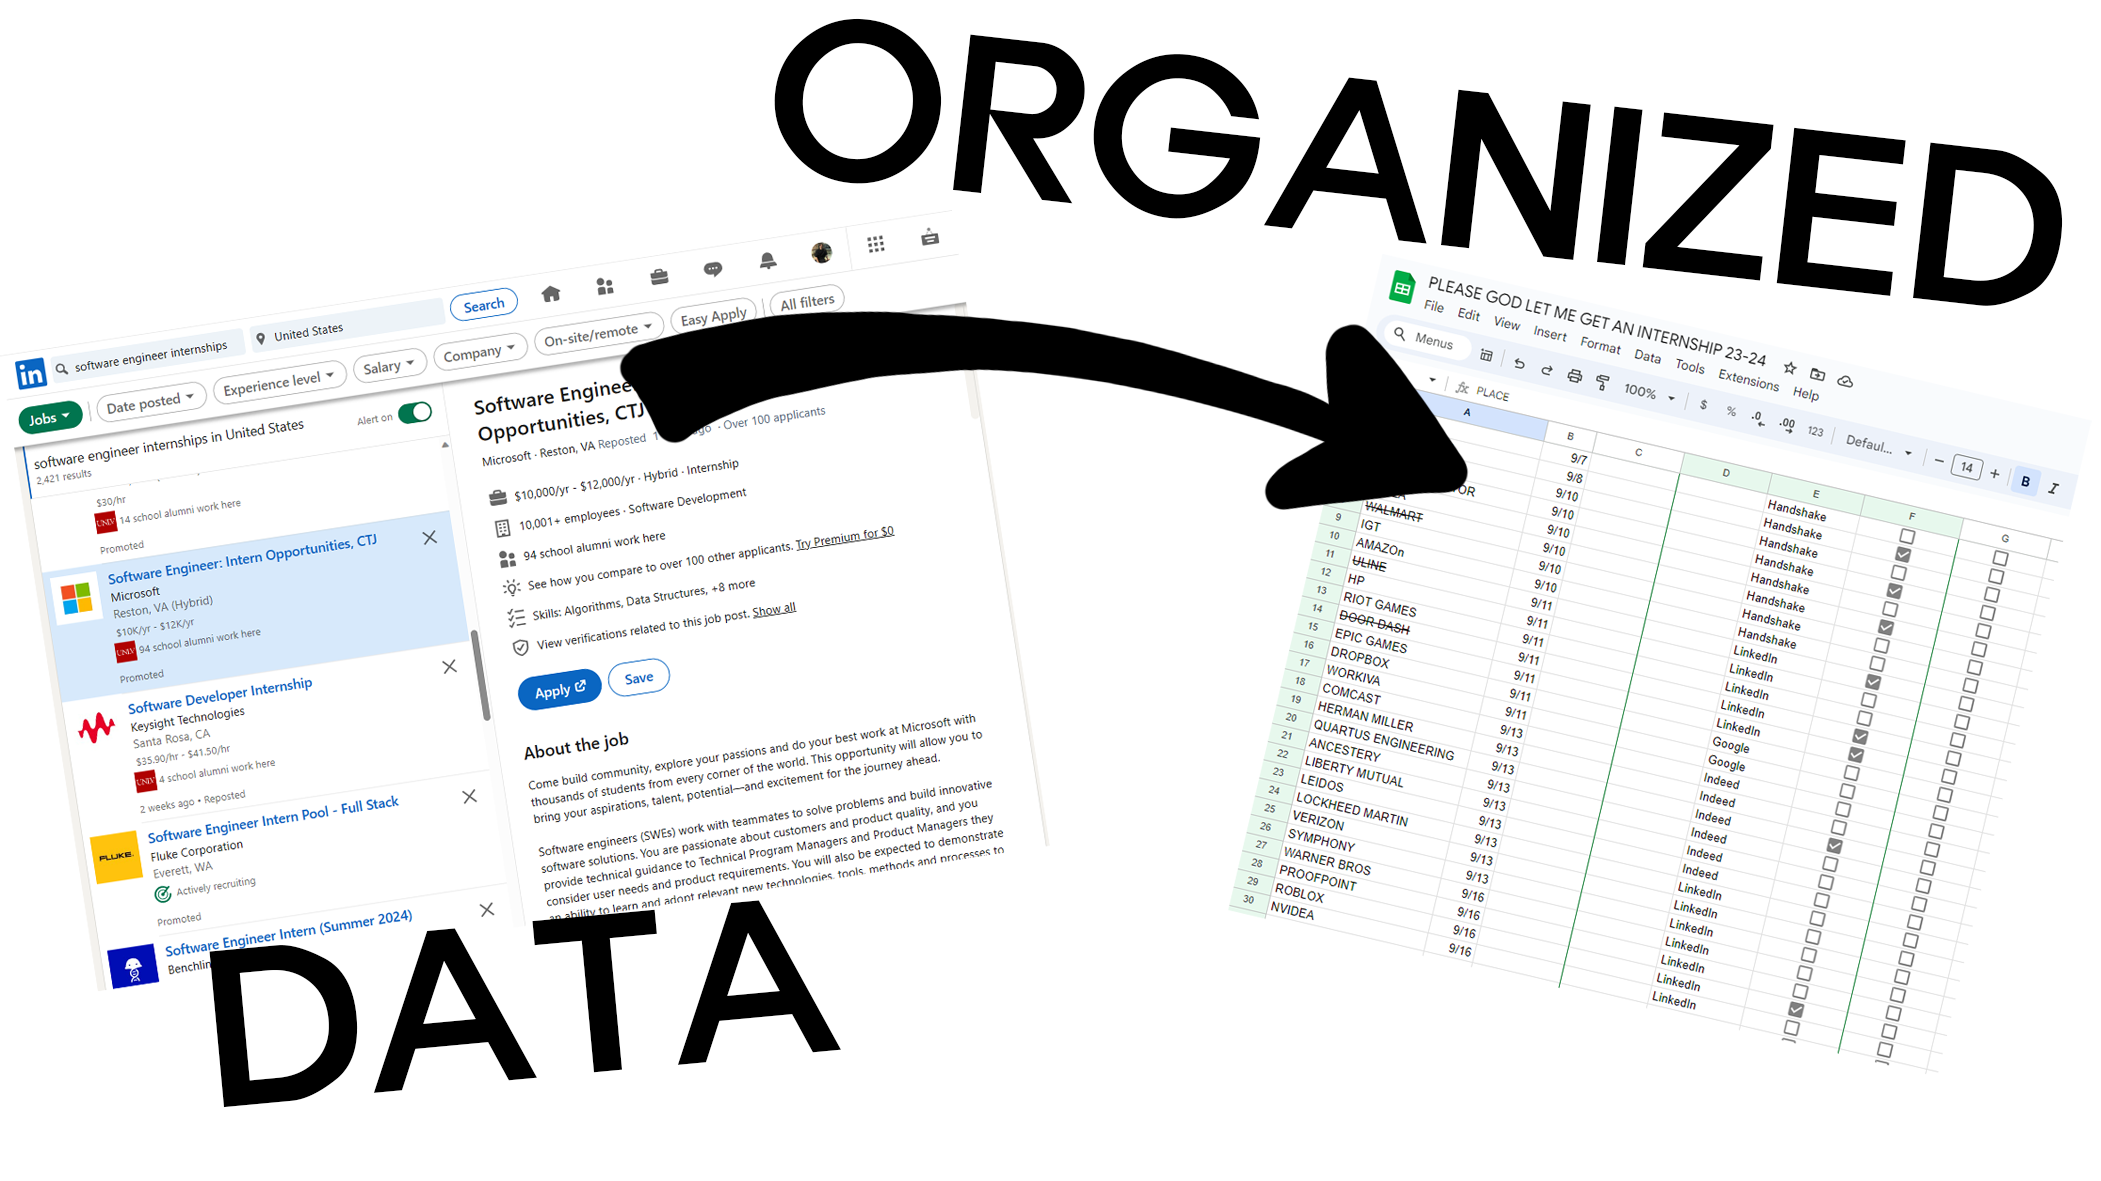 ORGANIZED
in
software engineer internships
United States
Search
Jobs
Date posted
Experience level
Salary
Company
On-site/remote
Easy Apply
All filters
software engineer internships in United States
2,421 results
Alert on
$30/hr
UNLV
14 school alumni work here
Promoted
Software Engineer: Intern Opportunities, CTJ
Microsoft
Reston, VA (Hybrid)
$10K/yr - $12K/yr
UNLV
94 school alumni work here
Promoted
Software Developer Internship
Keysight Technologies
Santa Rosa, CA
$35.90/hr - $41.50/hr
UNLV
4 school alumni work here
2 weeks ago • Reposted
FLUKE.
Software Engineer Intern Pool - Full Stack
Fluke Corporation
Everett, WA
Actively recruiting
Promoted
Software Engineer Intern (Summer 2024)
Software
Opportunities, CTJ
Microsoft · Reston, VA Reposted ago · Over 100 applicants
$10,000/yr - $12,000/yr · Hybrid · Internship
10,001+ employees · Software Development
94 school alumni work here
See how you compare to over 100 other applicants. Try Premium for $0
Skills: Algorithms, Data Structures, +8 more
View verifications related to this job post. Show all
Apply
Save
About the job
Come build community, explore your passions and do your best work at Microsoft with
thousands of students from every corner of the world. This opportunity will allow you to
bring your aspirations, talent, potential—and excitement for the journey ahead.
Software engineers (SWEs) work with teammates to solve problems and build innovative
software solutions. You are passionate about customers and product quality, and you
provide technical guidance to Technical Program Managers and Product Managers they
consider user needs and product requirements. You will also be expected to demonstrate
an ability to learn and adopt relevant new technologies, tools, methods and processes to
DATA
PLEASE GOD LET ME GET AN INTERNSHIP 23-24
File Edit View Insert Format Data Tools Extensions Help
Menus
100%
$ % .0 .00 123
Defaul...
− 14 + B I
fx PLACE
A B C D E F G
9/7 Handshake
9/8 Handshake
9/10 Handshake
9/10 Handshake
9 WALMART 9/10 Handshake
10 IGT 9/10 Handshake
11 AMAZOn 9/10 Handshake
12 ULINE 9/10 Handshake
13 HP 9/11 LinkedIn
14 RIOT GAMES 9/11 LinkedIn
15 DOOR DASH 9/11 LinkedIn
16 EPIC GAMES 9/11 LinkedIn
17 DROPBOX 9/11 LinkedIn
18 WORKIVA 9/11 Google
19 COMCAST 9/11 Google
20 HERMAN MILLER 9/13 Indeed
21 QUARTUS ENGINEERING 9/13 Indeed
22 ANCESTERY 9/13 Indeed
23 LIBERTY MUTUAL 9/13 Indeed
24 LEIDOS 9/13 Indeed
25 LOCKHEED MARTIN 9/13 Indeed
26 VERIZON 9/13 LinkedIn
27 SYMPHONY 9/13 LinkedIn
28 WARNER BROS 9/13 LinkedIn
29 PROOFPOINT 9/16 LinkedIn
30 ROBLOX 9/16 LinkedIn
NVIDEA 9/16 LinkedIn
9/16 LinkedIn